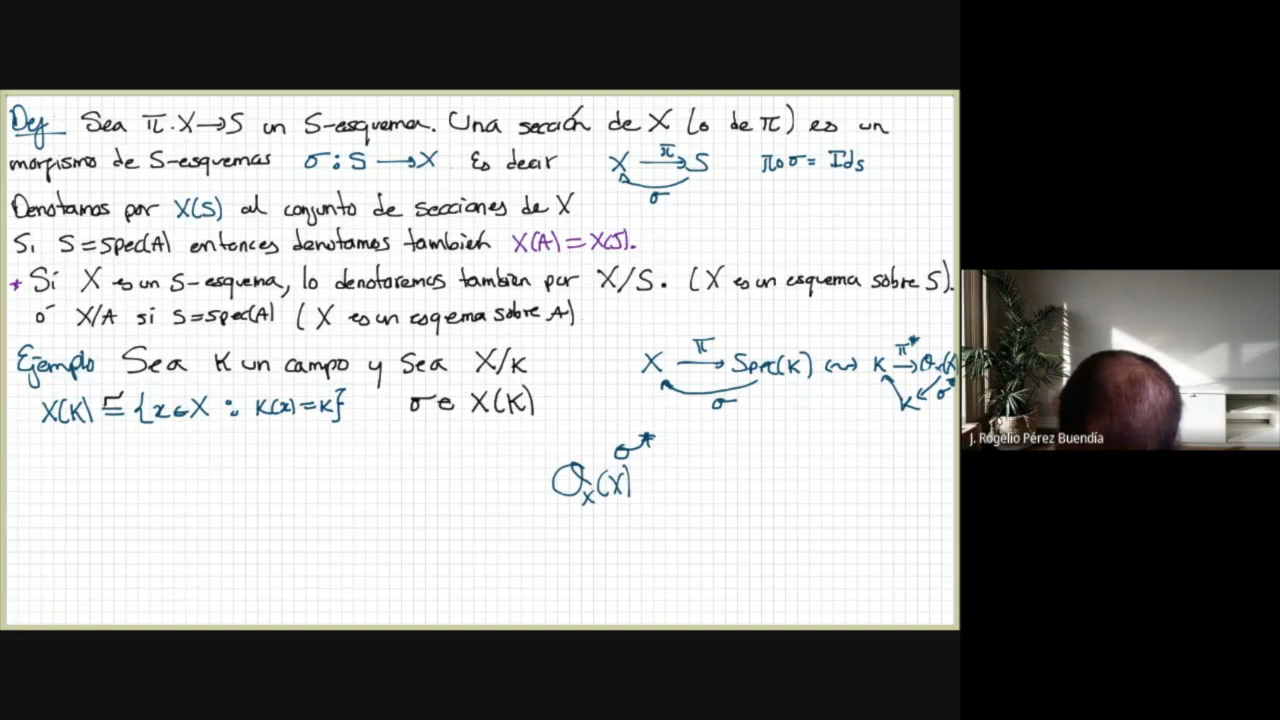 Def Sea π: X→S un S-esquema. Una sección de X (o de π) es un
morfismo de S-esquemas σ: S → X. Es decir X —π→ S π∘σ = Id_S
σ
Denotamos por X(S) al conjunto de secciones de X
Si S=Spec(A) entonces denotamos también X(A)=X(S).
* Si X es un S-esquema, lo denotaremos tambien por X/S. (X es un esquema sobre S).
o X/A si S=Spec(A) (X es un esqema sobre A)
Ejemplo Sea K un campo y sea X/K X —π→ Spec(K) ⇝ K —π*→ O_X(X
X(K) ≅ {x∈X : K(x)=K} σ ∈ X(K) σ K σ*
O_X(X) σ*
J. Rogelio Pérez Buendía